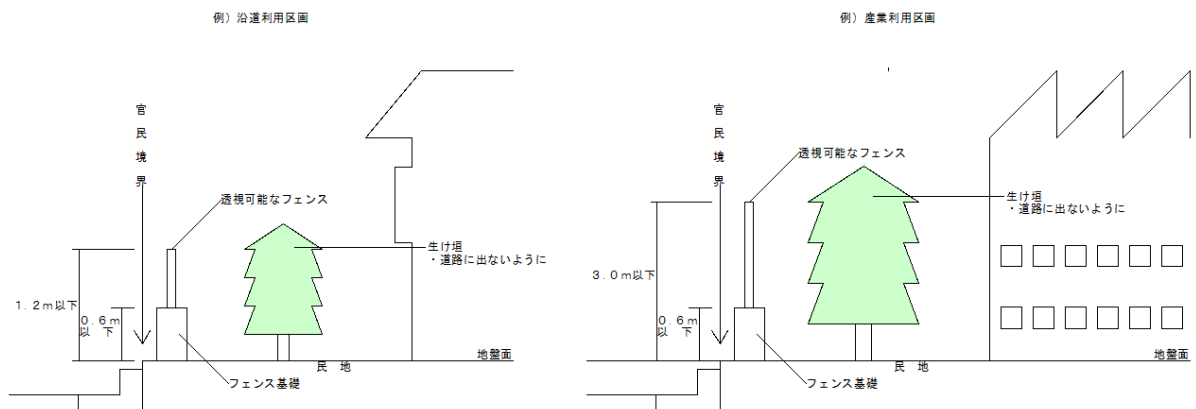 例）沿道利用区画
官民境界
透視可能なフェンス
生け垣
・道路に出ないように
１．２ｍ以下
０．６ｍ
以　下
地盤面
民　地
フェンス基礎
例）産業利用区画
官民境界
透視可能なフェンス
生け垣
・道路に出ないように
３．０ｍ以下
０．６ｍ
以　下
地盤面
民　地
フェンス基礎